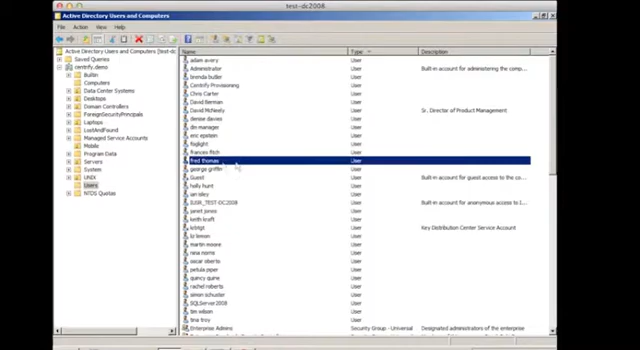 test-dc2008
Active Directory Users and Computers
File Action View Help
Active Directory Users and Computers [test-dc
Saved Queries
centrify.demo
Builtin
Computers
Data Center Systems
Desktops
Domain Controllers
ForeignSecurityPrincipals
Laptops
LostAndFound
Managed Service Accounts
Mobile
Program Data
Servers
System
UNIX
Users
NTDS Quotas
Name Type Description
adam avery User
Administrator User Built-in account for administering the comp...
brenda butler User
Centrify Provisioning User
Chris Carter User
David Berman User
David McNeely User Sr. Director of Product Management
denise davies User
dm manager User
eric epstein User
foglight User
frances fitch User
fred thomas User
george griffin User
Guest User Built-in account for guest access to the co...
holly hunt User
ian isley User
IUSR_TEST-DC2008 User Built-in account for anonymous access to I...
janet jones User
keith kraft User
krbtgt User Key Distribution Center Service Account
liz limon User
martin moore User
nina norris User
oscar oberto User
petula piper User
quincy quine User
rachel roberts User
simon schuster User
SQLServer2008 User
tim wilson User
tina troy User
Enterprise Admins Security Group - Universal Designated administrators of the enterprise